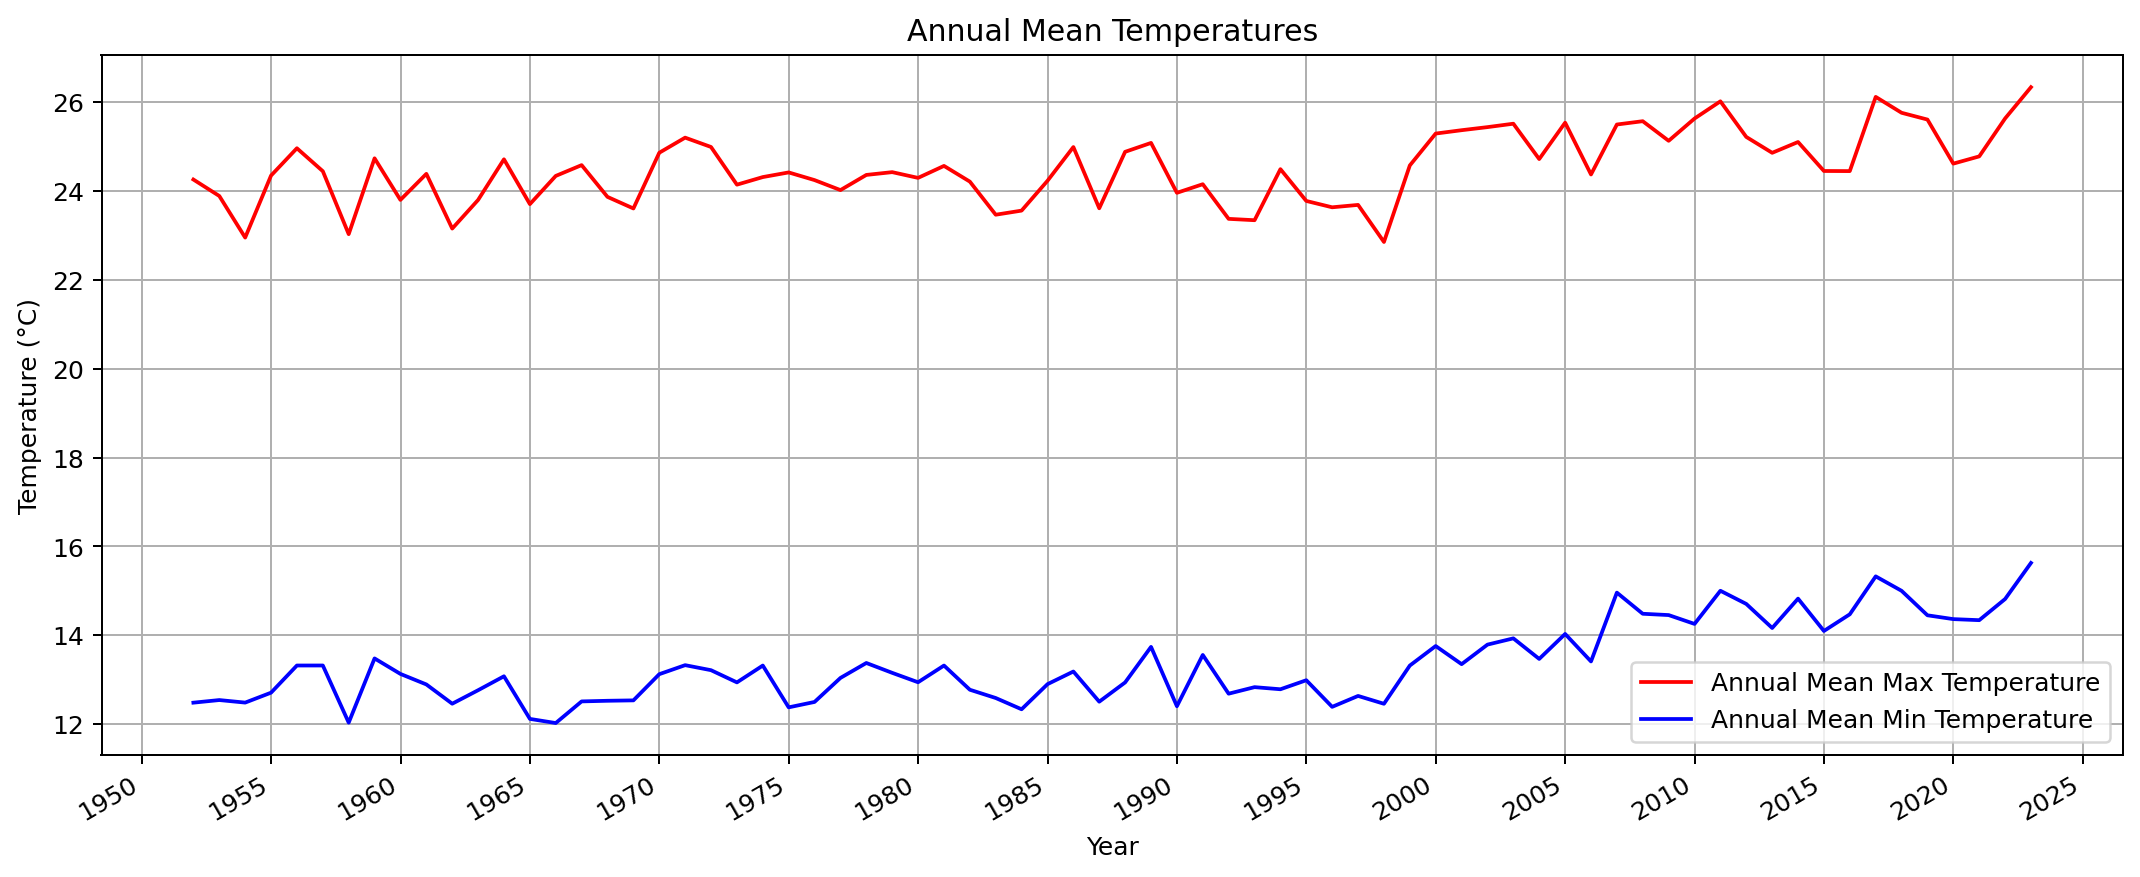 Annual Mean Temperatures
26
24
22
20
18
16
14
12
Temperature (°C)
Annual Mean Max Temperature
Annual Mean Min Temperature
1950 1955 1960 1965 1970 1975 1980 1985 1990 1995 2000 2005 2010 2015 2020 2025
Year